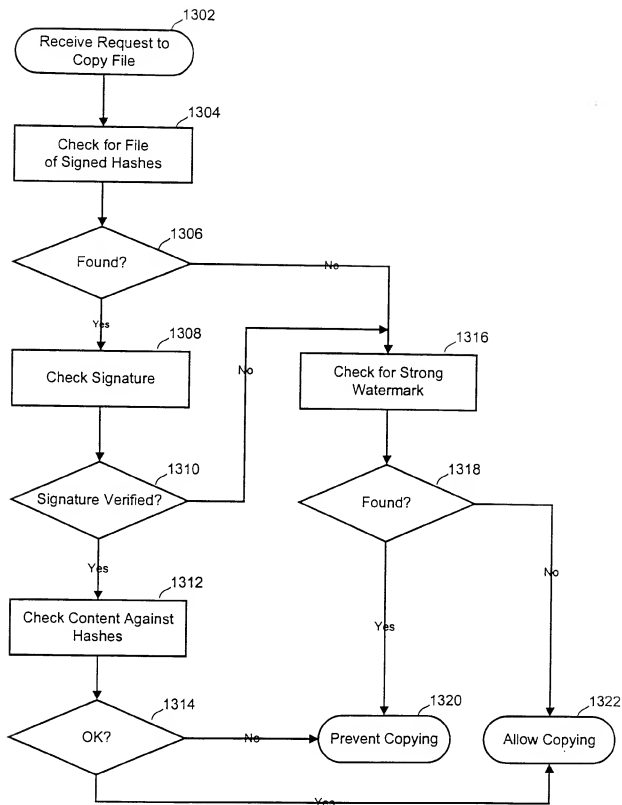 1302
Receive Request to
Copy File
1304
Check for File
of Signed Hashes
1306
Found?
No
Yes
1308
Check Signature
No
1316
Check for Strong
Watermark
1310
Signature Verified?
1318
Found?
Yes
No
1312
Check Content Against
Hashes
Yes
1314
OK?
No
1320
Prevent Copying
1322
Allow Copying
Yes